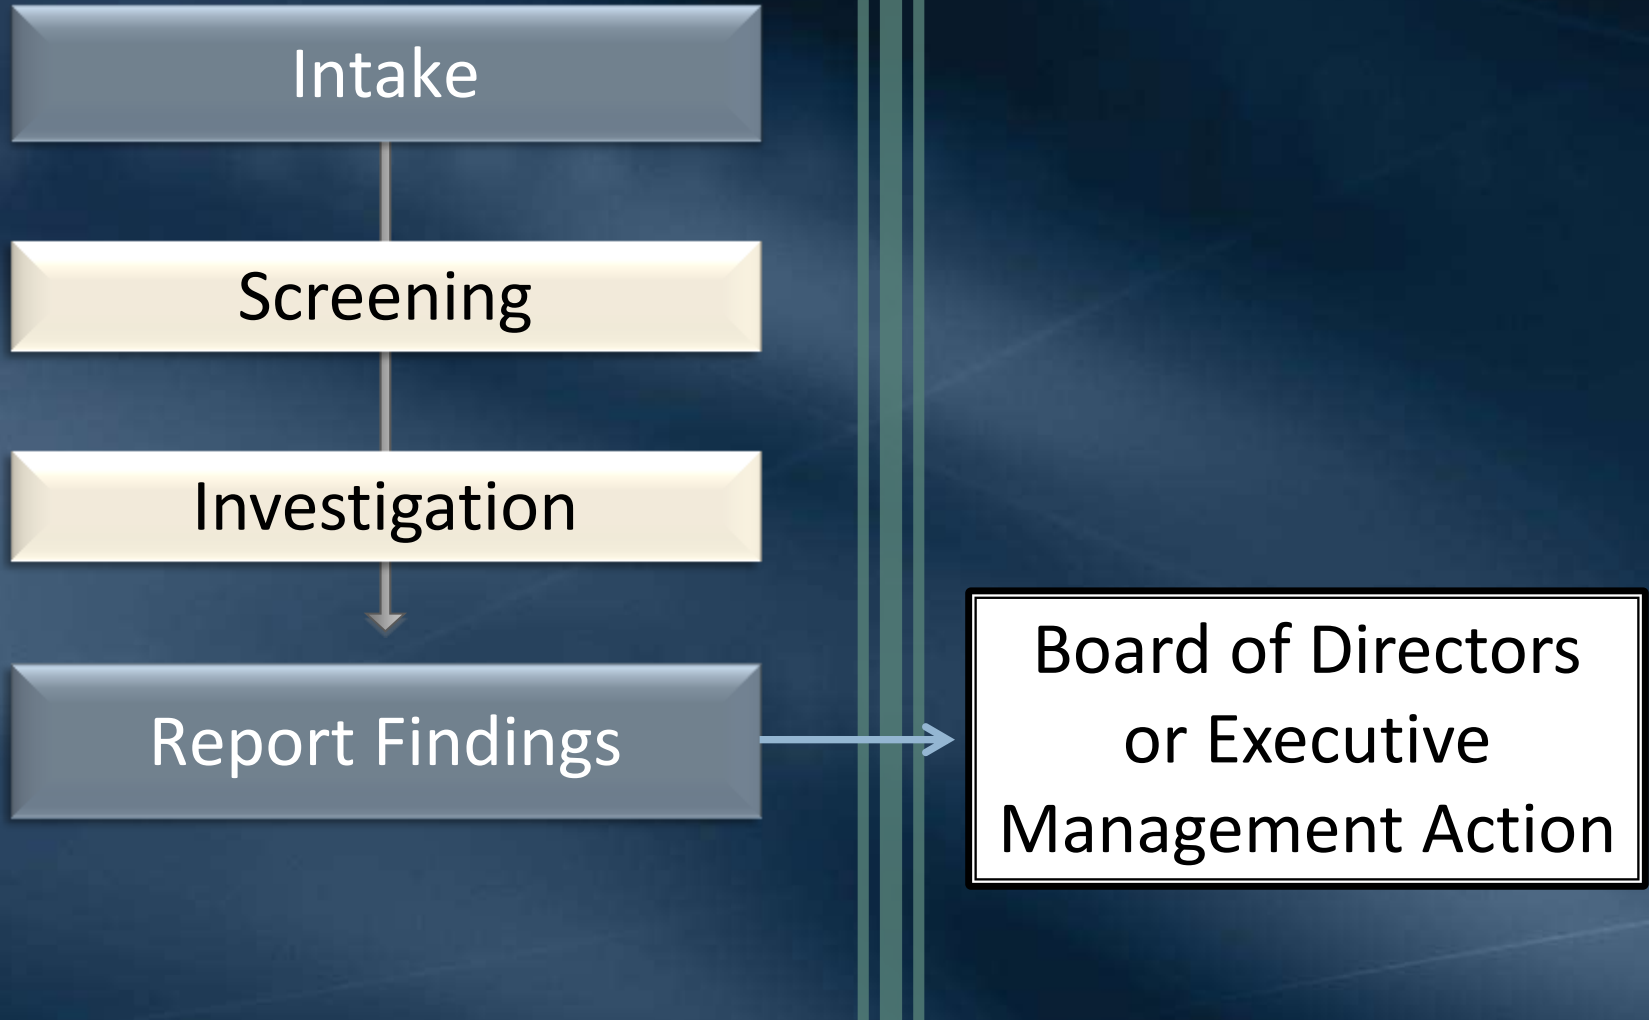 Intake
Screening
Investigation
Report Findings
Board of Directors
or Executive
Management Action